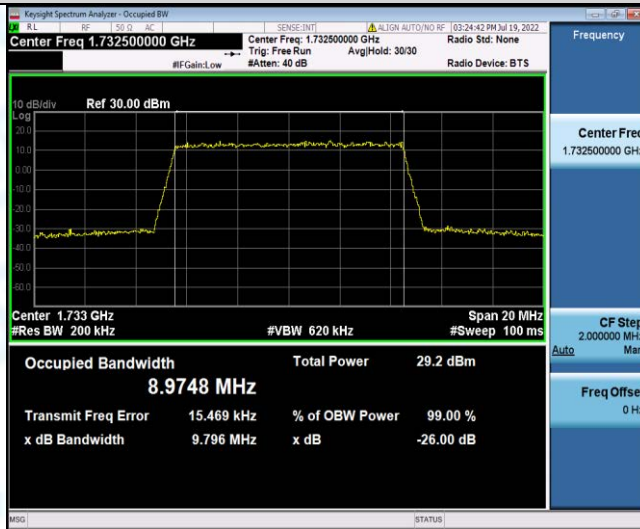 Keysight Spectrum Analyzer - Occupied BW
RL RF 50 Ω AC SENSE:INT ALIGN AUTO/NO RF 03:24:42 PM Jul 19, 2022
Center Freq 1.732500000 GHz
Center Freq: 1.732500000 GHz
Radio Std: None
Trig: Free Run Avg|Hold: 30/30
#IFGain:Low #Atten: 40 dB Radio Device: BTS
10 dB/div Ref 30.00 dBm
Log
20.0
10.0
0.00
-10.0
-20.0
-30.0
-40.0
-50.0
-60.0
Center 1.733 GHz Span 20 MHz
#Res BW 200 kHz #VBW 620 kHz #Sweep 100 ms
Occupied Bandwidth Total Power 29.2 dBm
8.9748 MHz
Transmit Freq Error 15.469 kHz % of OBW Power 99.00 %
x dB Bandwidth 9.796 MHz x dB -26.00 dB
MSG STATUS
Frequency
Center Freq
1.732500000 GH
CF Step
2.000000 MH
Auto Man
Freq Offse
0 H